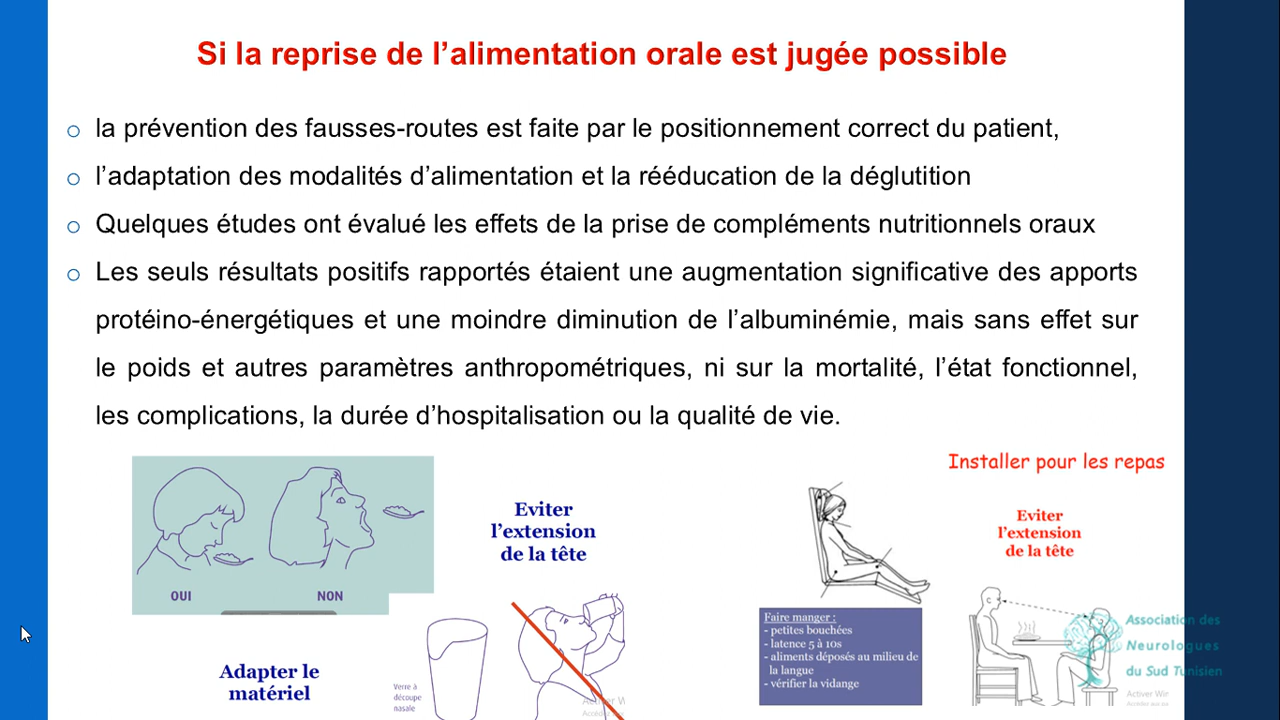 Si la reprise de l’alimentation orale est jugée possible
o la prévention des fausses-routes est faite par le positionnement correct du patient,
o l’adaptation des modalités d’alimentation et la rééducation de la déglutition
o Quelques études ont évalué les effets de la prise de compléments nutritionnels oraux
o Les seuls résultats positifs rapportés étaient une augmentation significative des apports
protéino-énergétiques et une moindre diminution de l’albuminémie, mais sans effet sur
le poids et autres paramètres anthropométriques, ni sur la mortalité, l’état fonctionnel,
les complications, la durée d’hospitalisation ou la qualité de vie.
OUI
NON
Eviter
l’extension
de la tête
Adapter le
matériel
Verre à
découpe
nasale
Installer pour les repas
Eviter
l’extension
de la tête
Faire manger :
- petites bouchées
- latence 5 à 10s
- aliments déposés au milieu de
la langue
- vérifier la vidange
Association des
Neurologues
du Sud Tunisien
Activer Wir